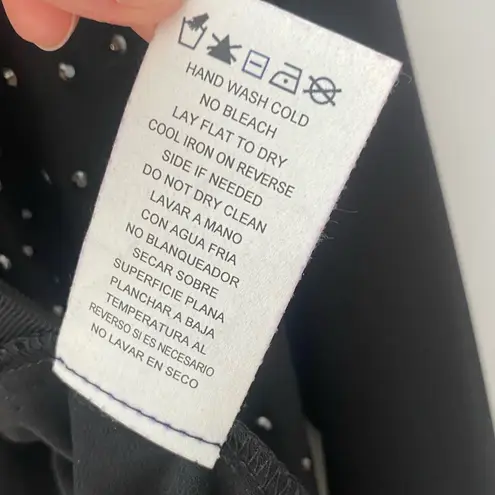 HAND WASH COLD
NO BLEACH
LAY FLAT TO DRY
COOL IRON ON REVERSE
SIDE IF NEEDED
DO NOT DRY CLEAN
LAVAR A MANO
CON AGUA FRIA
NO BLANQUEADOR
SECAR SOBRE
SUPERFICIE PLANA
PLANCHAR A BAJA
TEMPERATURA AL
REVERSO SI ES NECESARIO
NO LAVAR EN SECO